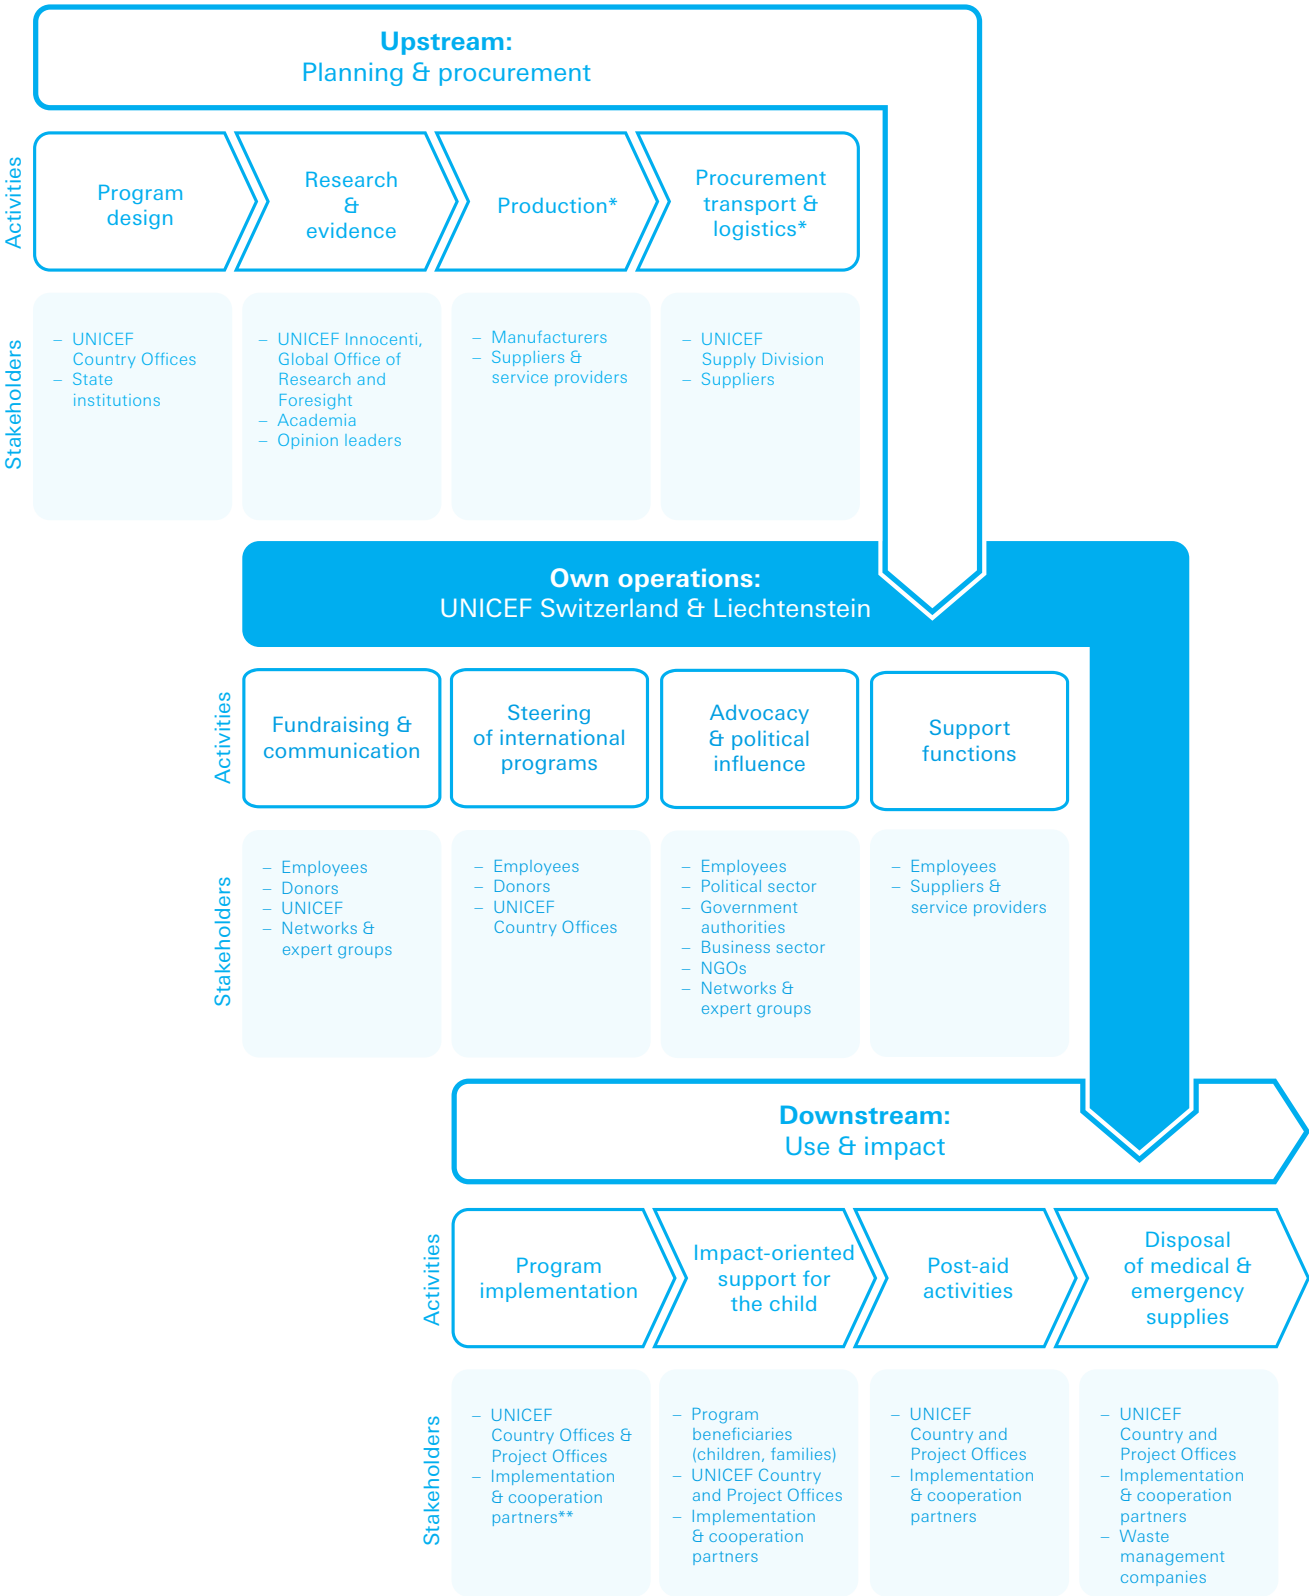 Upstream:
Planning & procurement
Activities
Program
design
Research
&
evidence
Production*
Procurement
transport &
logistics*
Stakeholders
– UNICEF
Country Offices
– State
institutions
– UNICEF Innocenti,
Global Office of
Research and
Foresight
– Academia
– Opinion leaders
– Manufacturers
– Suppliers &
service providers
– UNICEF
Supply Division
– Suppliers
Own operations:
UNICEF Switzerland & Liechtenstein
Activities
Fundraising &
communication
Steering
of international
programs
Advocacy
& political
influence
Support
functions
Stakeholders
– Employees
– Donors
– UNICEF
– Networks &
expert groups
– Employees
– Donors
– UNICEF
Country Offices
– Employees
– Political sector
– Government
authorities
– Business sector
– NGOs
– Networks &
expert groups
– Employees
– Suppliers &
service providers
Downstream:
Use & impact
Activities
Program
implementation
Impact-oriented
support for
the child
Post-aid
activities
Disposal
of medical &
emergency
supplies
Stakeholders
– UNICEF
Country Offices &
Project Offices
– Implementation
& cooperation
partners**
– Program
beneficiaries
(children, families)
– UNICEF Country
and Project Offices
– Implementation
& cooperation
partners
– UNICEF
Country and
Project Offices
– Implementation
& cooperation
partners
– UNICEF
Country and
Project Offices
– Implementation
& cooperation
partners
– Waste
management
companies